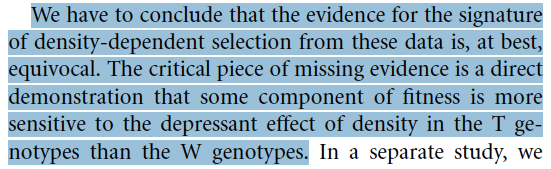 We have to conclude that the evidence for the signature
of density-dependent selection from these data is, at best,
equivocal. The critical piece of missing evidence is a direct
demonstration that some component of fitness is more
sensitive to the depressant effect of density in the T ge-
notypes than the W genotypes. In a separate study, we